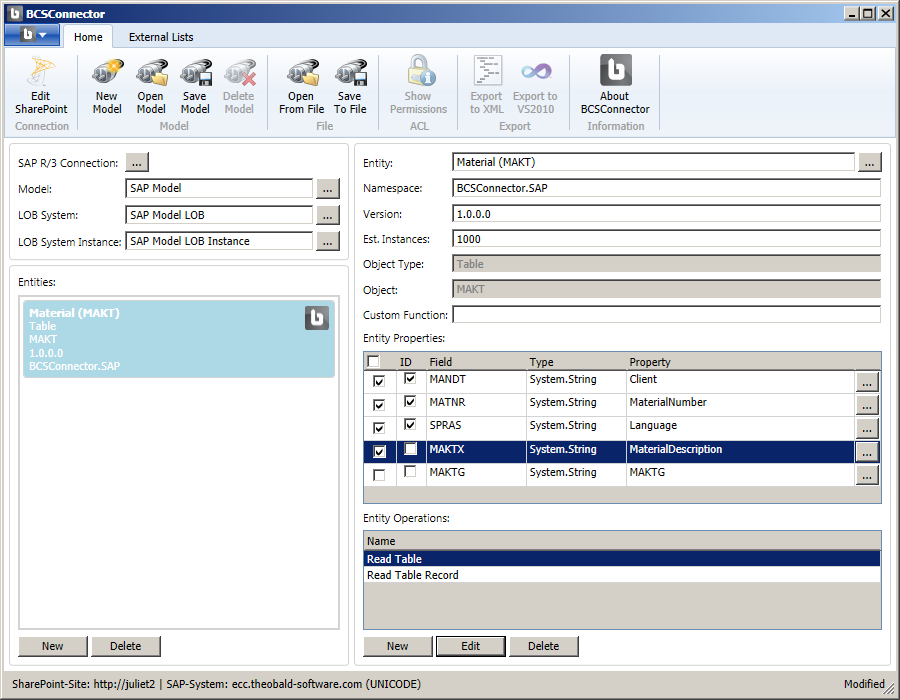 BCSConnector
Home
External Lists
Edit
SharePoint
New
Model
Open
Model
Save
Model
Delete
Model
Open
From File
Save
To File
Show
Permissions
Export
to XML
Export to
VS2010
About
BCSConnector
Connection
Model
File
ACL
Export
Information
SAP R/3 Connection: ...
Model: SAP Model ...
LOB System: SAP Model LOB ...
LOB System Instance: SAP Model LOB Instance ...
Entities:
Material (MAKT)
Table
MAKT
1.0.0.0
BCSConnector.SAP
New Delete
Entity: Material (MAKT) ...
Namespace: BCSConnector.SAP
Version: 1.0.0.0
Est. Instances: 1000
Object Type: Table
Object: MAKT
Custom Function:
Entity Properties:
ID Field Type Property
MANDT System.String Client ...
MATNR System.String MaterialNumber ...
SPRAS System.String Language ...
MAKTX System.String MaterialDescription ...
MAKTG System.String MAKTG ...
Entity Operations:
Name
Read Table
Read Table Record
New Edit Delete
SharePoint-Site: http://juliet2 | SAP-System: ecc.theobald-software.com (UNICODE)
Modified